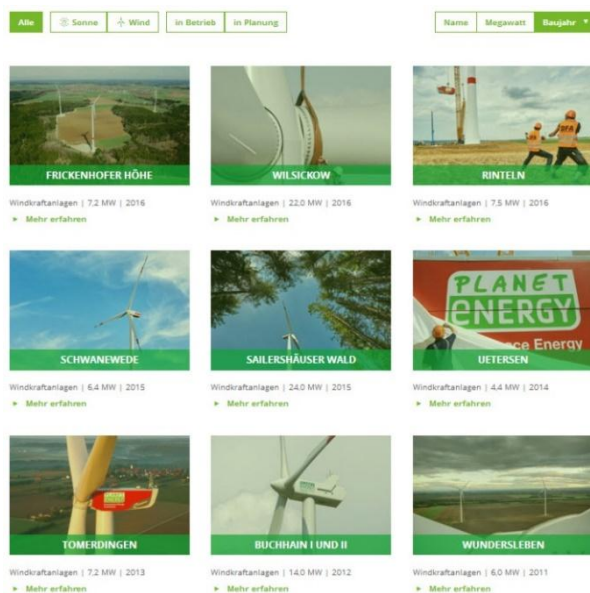 Alle Sonne Wind in Betrieb in Planung Name Megawatt Baujahr
FRICKENHOFER HÖHE WILSICKOW RINTELN
Windkraftanlagen | 7,2 MW | 2016 Windkraftanlagen | 22,0 MW | 2016 Windkraftanlagen | 7,5 MW | 2016
Mehr erfahren Mehr erfahren Mehr erfahren
PLANET
ENERGY
ce Energy
SCHWANEWEDE SAILERSHÄUSER WALD UETERSEN
Windkraftanlagen | 6,4 MW | 2015 Windkraftanlagen | 24,0 MW | 2015 Windkraftanlagen | 4,4 MW | 2014
Mehr erfahren Mehr erfahren Mehr erfahren
PLANET
ENERGY
TOMERDINGEN BUCHHAIN I UND II WUNDERSLEBEN
Windkraftanlagen | 7,2 MW | 2013 Windkraftanlagen | 14,0 MW | 2012 Windkraftanlagen | 6,0 MW | 2011
Mehr erfahren Mehr erfahren Mehr erfahren